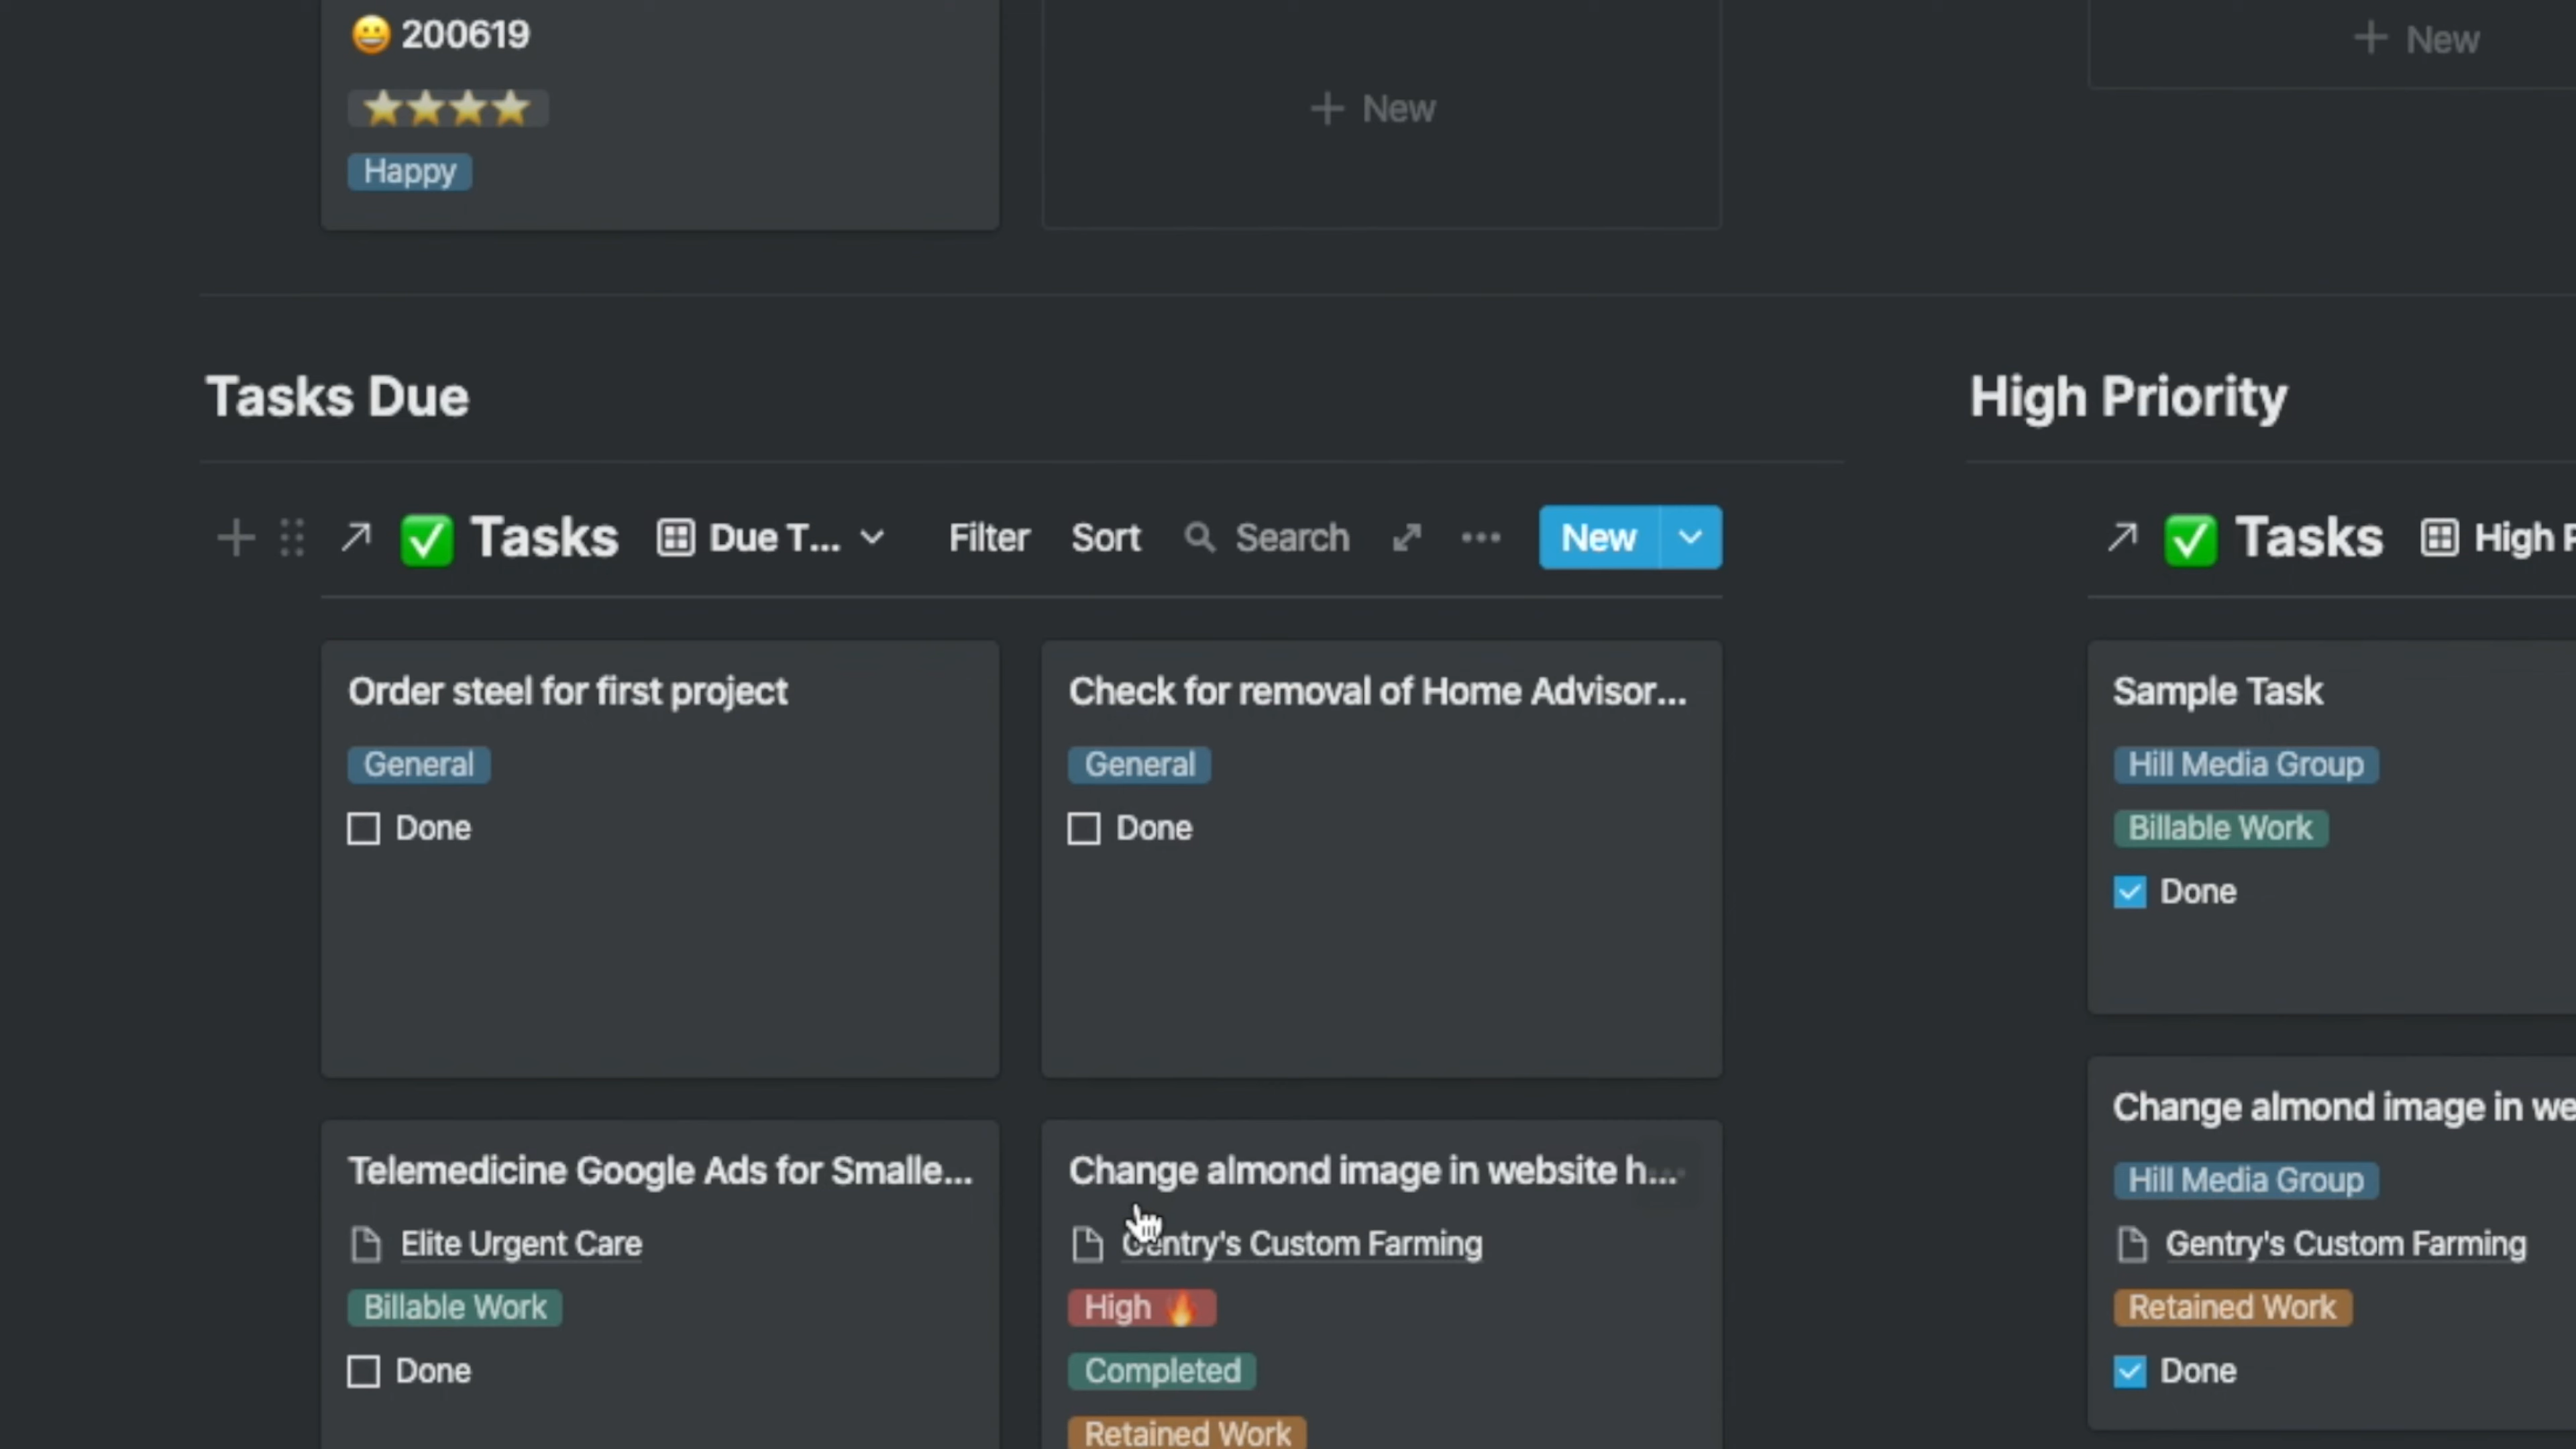 😀 200619
⭐⭐⭐⭐
Happy
+ New
+ New
Tasks Due
High Priority
✅ Tasks Due T... Filter Sort Search ... New
✅ Tasks High
Order steel for first project
General
Done
Check for removal of Home Advisor...
General
Done
Sample Task
Hill Media Group
Billable Work
Done
Telemedicine Google Ads for Smalle...
Elite Urgent Care
Billable Work
Done
Change almond image in website h...
Gentry's Custom Farming
High 🔥
Completed
Retained Work
Change almond image in we
Hill Media Group
Gentry's Custom Farming
Retained Work
Done